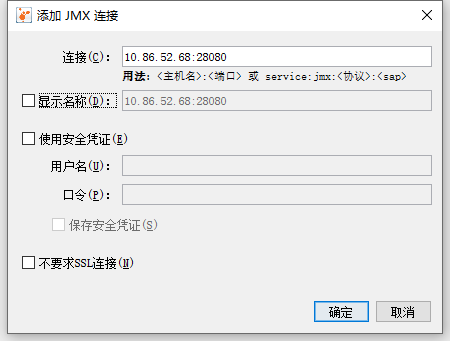 添加 JMX 连接
连接(C): 10.86.52.68:28080
用法: <主机名>:<端口> 或 service:jmx:<协议>:<sap>
显示名称(D): 10.86.52.68:28080
使用安全凭证(E)
用户名(U):
口令(P):
保存安全凭证(S)
不要求SSL连接(N)
确定 取消